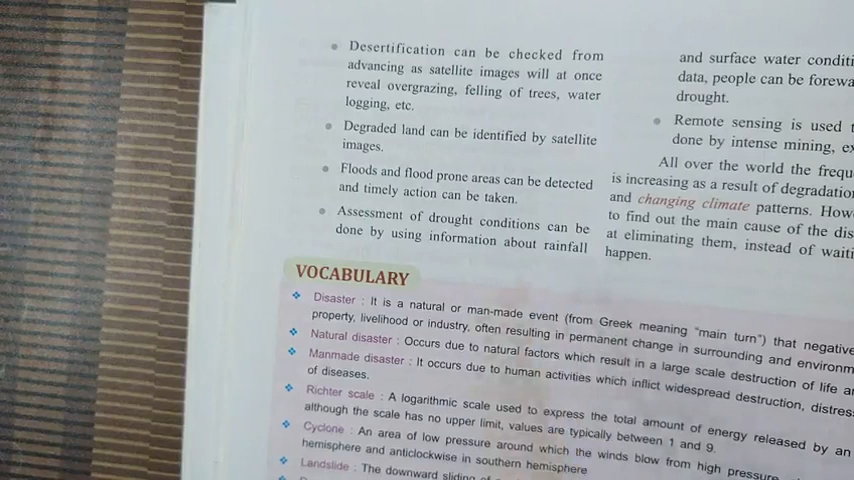 ● Desertification can be checked from
advancing as satellite images will at once
reveal overgrazing, felling of trees, water
logging, etc.
● Degraded land can be identified by satellite
images.
● Floods and flood prone areas can be detected
and timely action can be taken.
● Assessment of drought conditions can be
done by using information about rainfall
and surface water
data, people can be
drought.
● Remote sensing is used
done by intense mining,
All over the world the
is increasing as a result of
and changing climate patterns.
to find out the main cause of the
at eliminating them, instead of
happen.
VOCABULARY
❖ Disaster : It is a natural or man-made event (from Greek meaning "main turn") that
property, livelihood or industry, often resulting in permanent change in surrounding and
❖ Natural disaster : Occurs due to natural factors which result in a large scale destruction of life
❖ Manmade disaster : It occurs due to human activities which inflict widespread destruction,
of diseases.
❖ Richter scale : A logarithmic scale used to express the total amount of energy released by an
although the scale has no upper limit, values are typically between 1 and 9.
❖ Cyclone : An area of low pressure around which the winds blow from high pressure
hemisphere and anticlockwise in southern hemisphere
❖ Landslide : The downward sliding